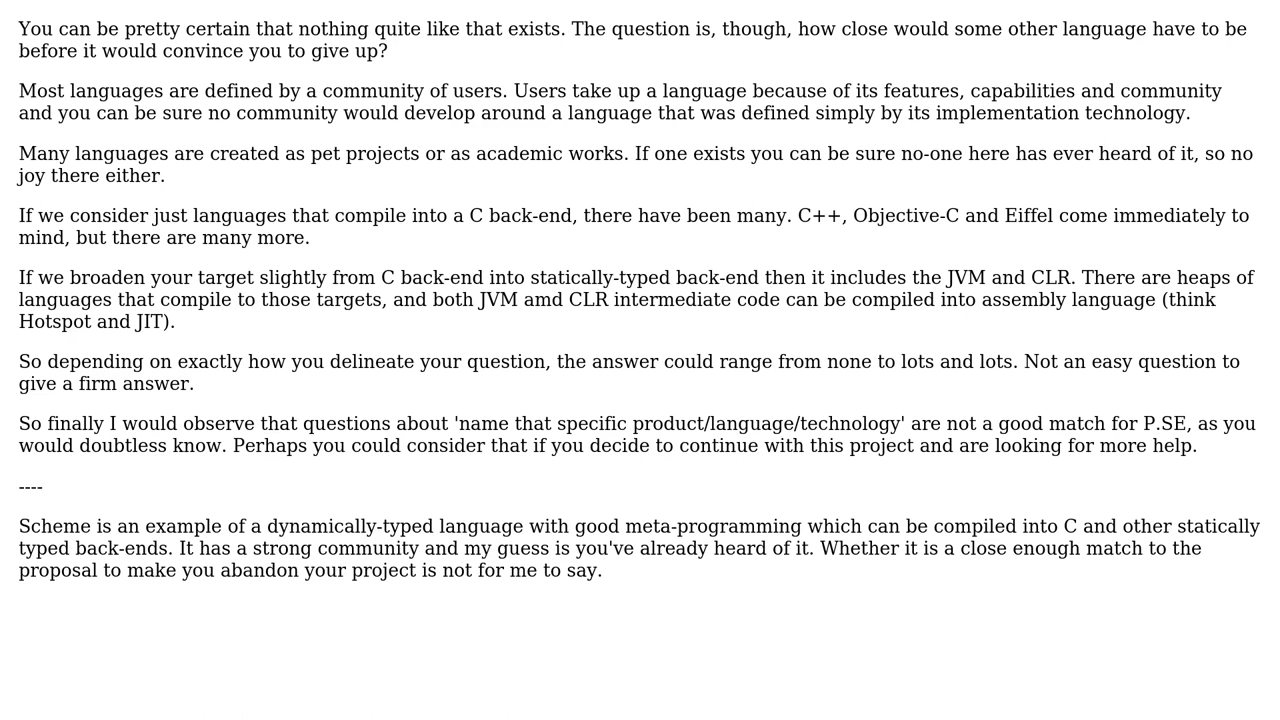 You can be pretty certain that nothing quite like that exists. The question is, though, how close would some other language have to be
before it would convince you to give up?
Most languages are defined by a community of users. Users take up a language because of its features, capabilities and community
and you can be sure no community would develop around a language that was defined simply by its implementation technology.
Many languages are created as pet projects or as academic works. If one exists you can be sure no-one here has ever heard of it, so no
joy there either.
If we consider just languages that compile into a C back-end, there have been many. C++, Objective-C and Eiffel come immediately to
mind, but there are many more.
If we broaden your target slightly from C back-end into statically-typed back-end then it includes the JVM and CLR. There are heaps of
languages that compile to those targets, and both JVM amd CLR intermediate code can be compiled into assembly language (think
Hotspot and JIT).
So depending on exactly how you delineate your question, the answer could range from none to lots and lots. Not an easy question to
give a firm answer.
So finally I would observe that questions about 'name that specific product/language/technology' are not a good match for P.SE, as you
would doubtless know. Perhaps you could consider that if you decide to continue with this project and are looking for more help.
----
Scheme is an example of a dynamically-typed language with good meta-programming which can be compiled into C and other statically
typed back-ends. It has a strong community and my guess is you've already heard of it. Whether it is a close enough match to the
proposal to make you abandon your project is not for me to say.